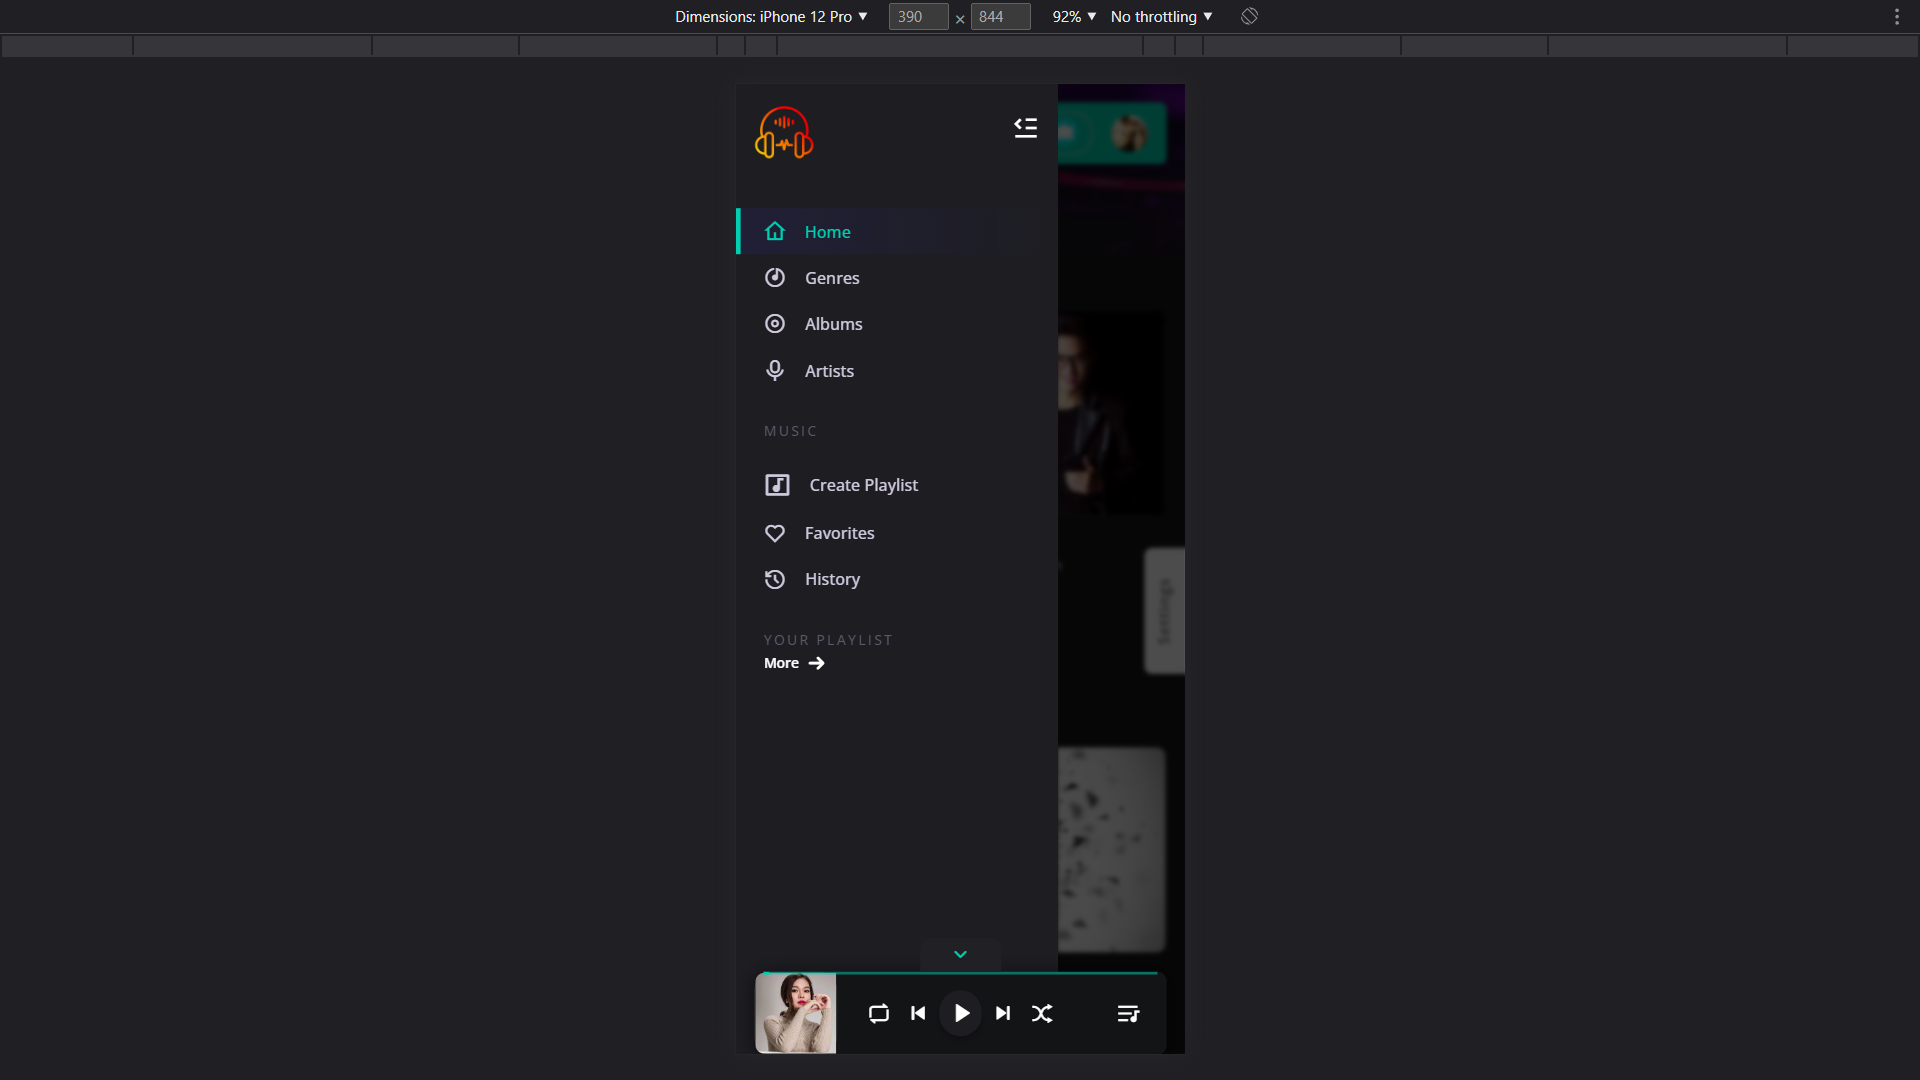 Dimensions: iPhone 12 Pro ▼ 390 × 844 92% ▼ No throttling ▼
Home
Genres
Albums
Artists
MUSIC
Create Playlist
Favorites
History
Settings
YOUR PLAYLIST
More →